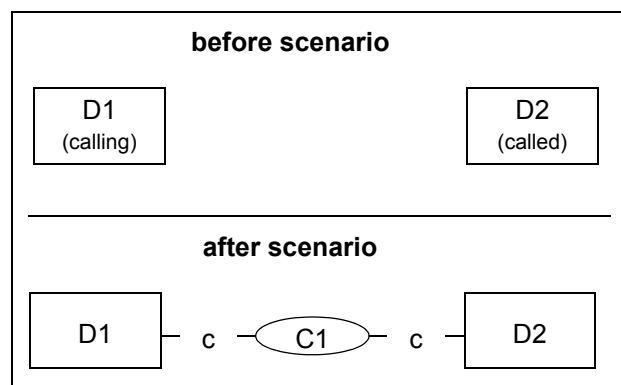 before scenario
D1 D2
(calling) (called)
after scenario
D1 c C1 c D2